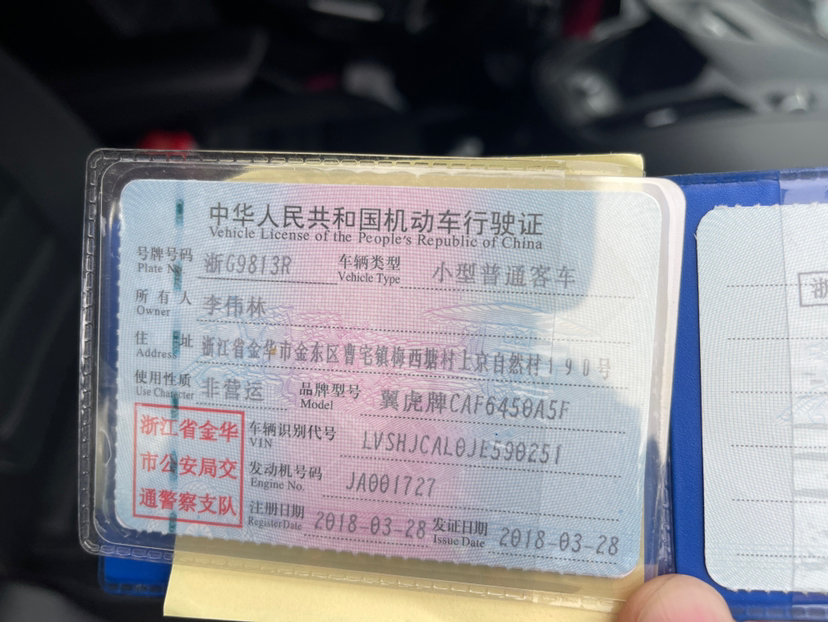 中华人民共和国机动车行驶证
Vehicle License of the People's Republic of China
号牌号码 浙G9813R 车辆类型 小型普通客车
Plate No. Vehicle Type
所有人 李伟林
Owner
住址 浙江省金华市金东区曹宅镇梅西塘村上京自然村190号
Address
使用性质 非营运 品牌型号 翼虎牌CAF6450A5F
Use Character Model
浙江省金华
市公安局交
通警察支队
车辆识别代号 LVSHJCAL0JE590251
VIN
发动机号码 JA001727
Engine No.
注册日期 2018-03-28 发证日期 2018-03-28
Register Date Issue Date
浙